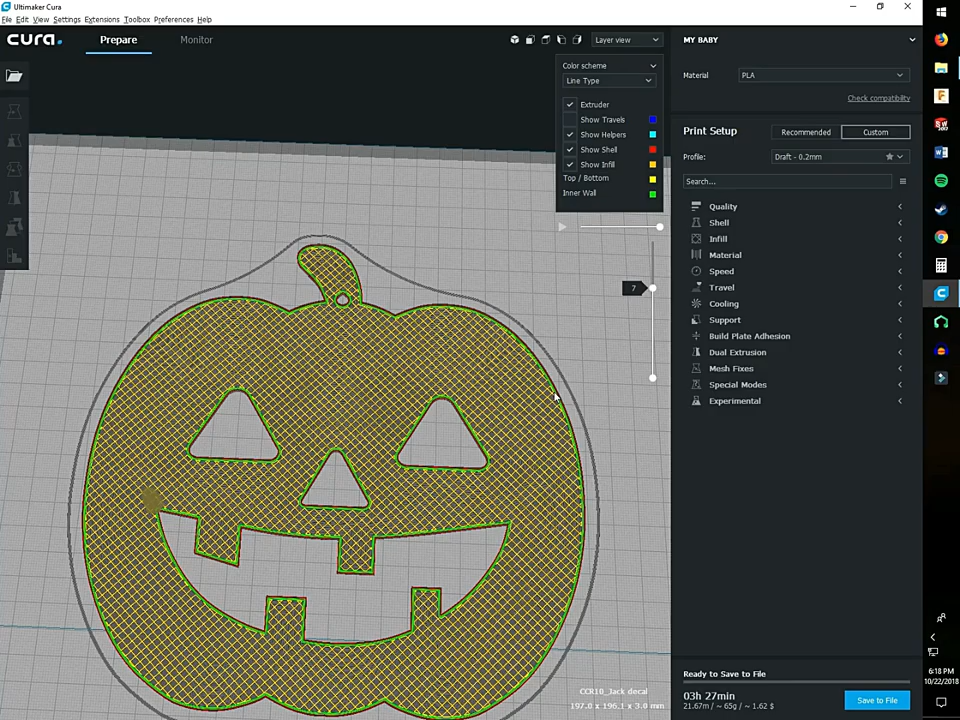 Ultimaker Cura
File Edit View Settings Extensions Toolbox Preferences Help
cura.
Prepare
Monitor
Layer view
MY BABY
Color scheme
Line Type
Extruder
Show Travels
Show Helpers
Show Shell
Show Infill
Top / Bottom
Inner Wall
7
Material
PLA
Check compatibility
Print Setup
Recommended
Custom
Profile:
Draft - 0.2mm
Search...
Quality
Shell
Infill
Material
Speed
Travel
Cooling
Support
Build Plate Adhesion
Dual Extrusion
Mesh Fixes
Special Modes
Experimental
CCR10_Jack decal
197.0 x 196.1 x 3.0 mm
Ready to Save to File
03h 27min
21.67m / ~ 65g / ~ 1.62 $
Save to File
6:18 PM
10/22/2018